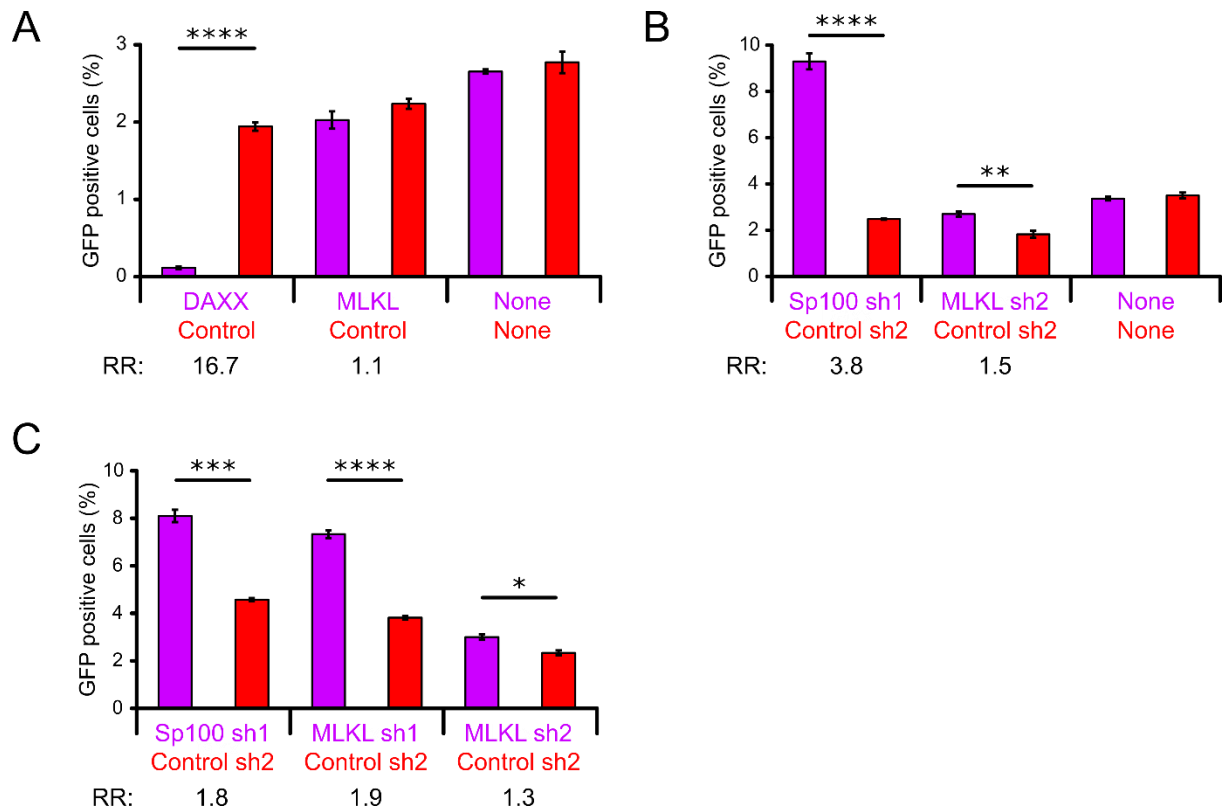 A
GFP positive cells (%)
3
2
1
0
****
DAXX MLKL None
Control Control None
RR: 16.7 1.1
B
GFP positive cells (%)
10
8
6
4
2
0
****
**
Sp100 sh1 MLKL sh2 None
Control sh2 Control sh2 None
RR: 3.8 1.5
C
GFP positive cells (%)
10
8
6
4
2
0
***
****
*
Sp100 sh1 MLKL sh1 MLKL sh2
Control sh2 Control sh2 Control sh2
RR: 1.8 1.9 1.3